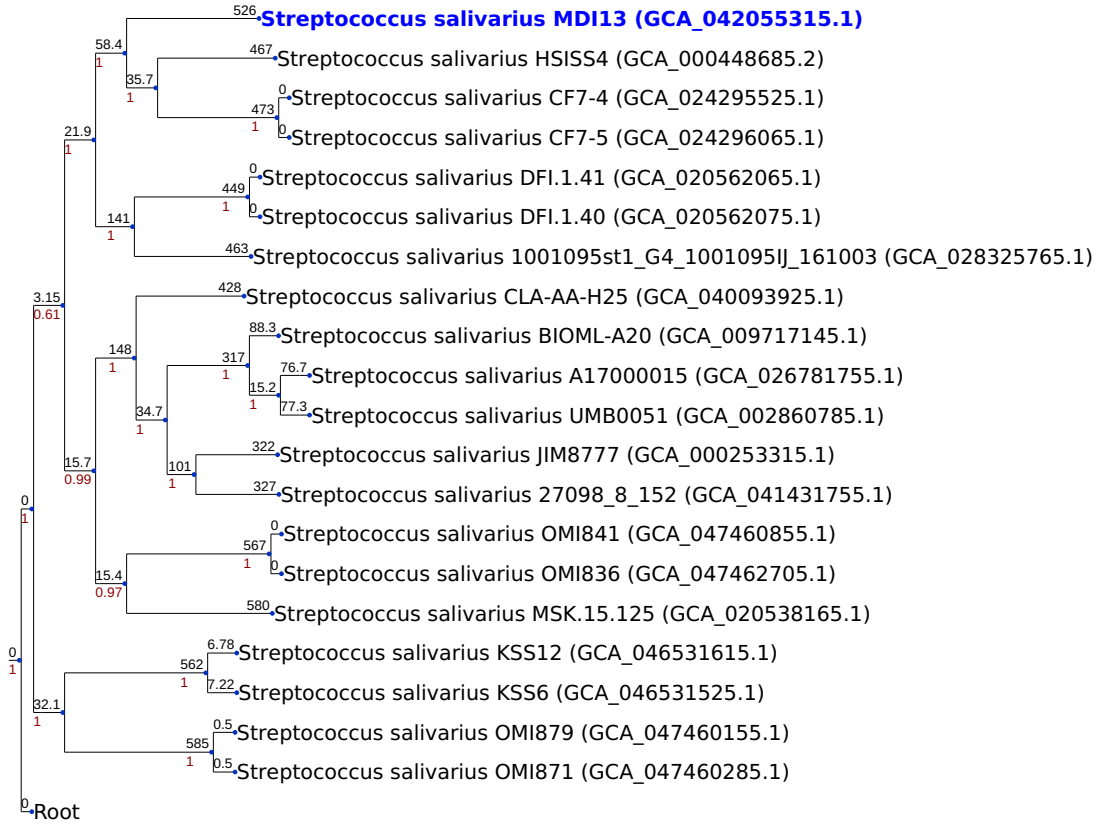 526 Streptococcus salivarius MDI13 (GCA_042055315.1)
58.4
1
467 Streptococcus salivarius HSISS4 (GCA_000448685.2)
35.7
1
0 Streptococcus salivarius CF7-4 (GCA_024295525.1)
473
1
0 Streptococcus salivarius CF7-5 (GCA_024296065.1)
21.9
1
0 Streptococcus salivarius DFI.1.41 (GCA_020562065.1)
449
1
0 Streptococcus salivarius DFI.1.40 (GCA_020562075.1)
141
1
463 Streptococcus salivarius 1001095st1_G4_1001095IJ_161003 (GCA_028325765.1)
3.15
0.61
428 Streptococcus salivarius CLA-AA-H25 (GCA_040093925.1)
148
1
88.3 Streptococcus salivarius BIOML-A20 (GCA_009717145.1)
317
1
76.7 Streptococcus salivarius A17000015 (GCA_026781755.1)
15.2
1
77.3 Streptococcus salivarius UMB0051 (GCA_002860785.1)
34.7
1
322 Streptococcus salivarius JIM8777 (GCA_000253315.1)
101
1
327 Streptococcus salivarius 27098_8_152 (GCA_041431755.1)
15.7
0.99
0 Streptococcus salivarius OMI841 (GCA_047460855.1)
567
1
0 Streptococcus salivarius OMI836 (GCA_047462705.1)
15.4
0.97
580 Streptococcus salivarius MSK.15.125 (GCA_020538165.1)
0
1
6.78 Streptococcus salivarius KSS12 (GCA_046531615.1)
562
1
7.22 Streptococcus salivarius KSS6 (GCA_046531525.1)
0
1
32.1
1
0.5 Streptococcus salivarius OMI879 (GCA_047460155.1)
585
1
0.5 Streptococcus salivarius OMI871 (GCA_047460285.1)
0 Root